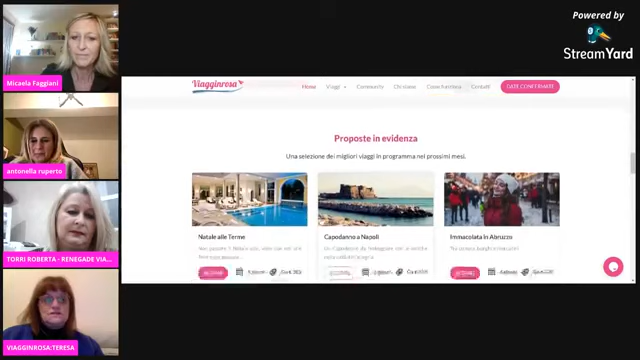 Powered by
StreamYard
Micaela Faggiani
antonella ruperto
TORRI ROBERTA - RENEGADE VIA...
VIAGGINROSA:TERESA
Viagginrosa
Home Viaggi Community Chi siamo Come funziona Contatti DATE CONFERMATE
Proposte in evidenza
Una selezione dei migliori viaggi in programma nei prossimi mesi.
Natale alle Terme
Capodanno a Napoli
Immacolata in Abruzzo